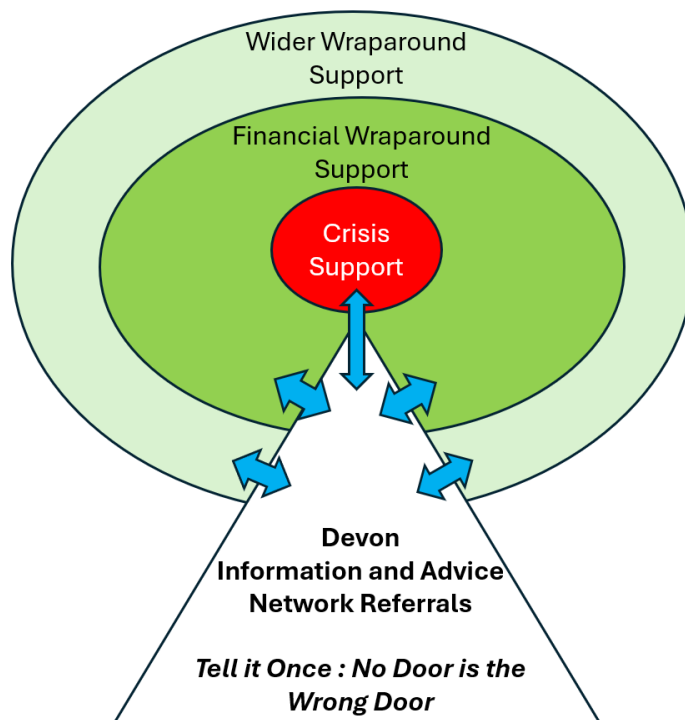 Wider Wraparound
Support
Financial Wraparound
Support
Crisis
Support
Devon
Information and Advice
Network Referrals
Tell it Once : No Door is the
Wrong Door